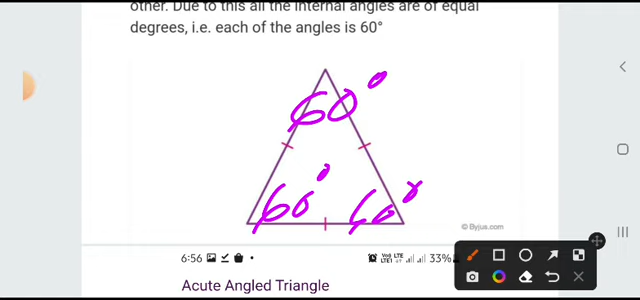 other. Due to this all the internal angles are of equal
degrees, i.e. each of the angles is 60°
60°
60° 60°
© Byjus.com
6:56 33%
Acute Angled Triangle